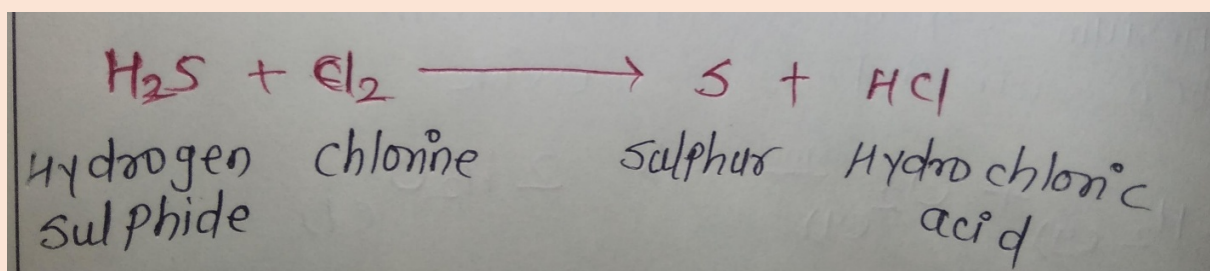 H₂S + Cl₂ ⟶ S + HCl
Hydrogen chlorine sulphur Hydrochloric
sulphide acid